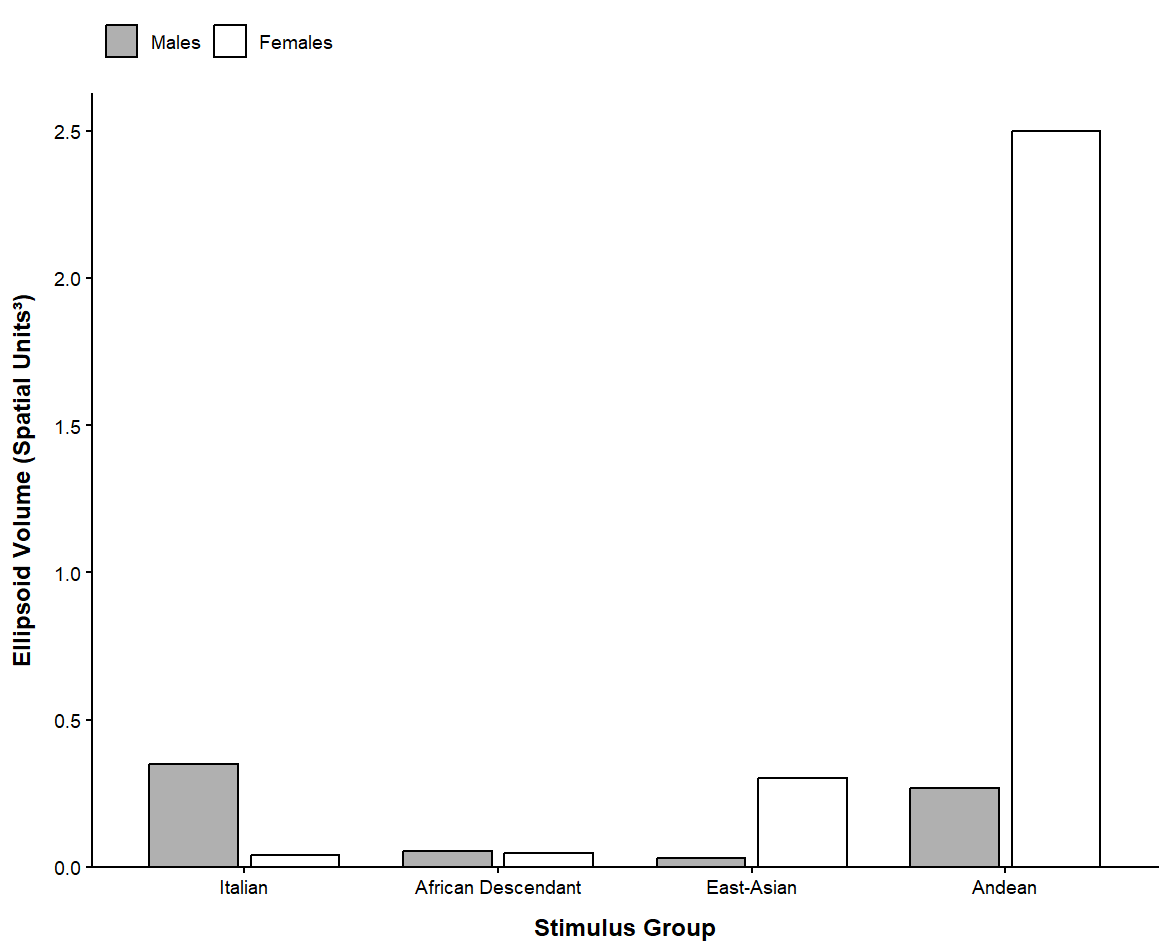 Males Females
Ellipsoid Volume (Spatial Units³)
2.5
2.0
1.5
1.0
0.5
0.0
Italian African Descendant East-Asian Andean
Stimulus Group